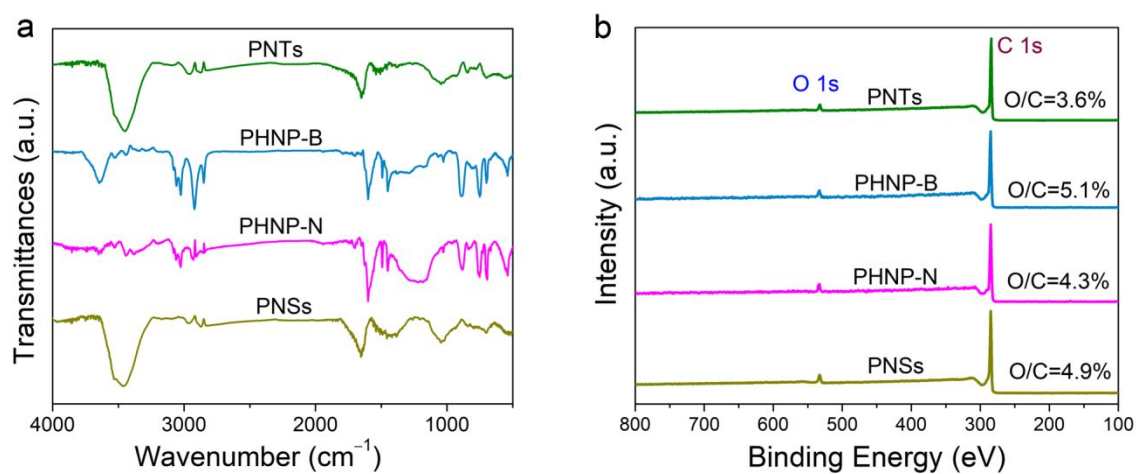 a
Transmittances (a.u.)
PNTs
PHNP-B
PHNP-N
PNSs
4000 3000 2000 1000
Wavenumber (cm⁻¹)
b
Intensity (a.u.)
C 1s
O 1s
PNTs O/C=3.6%
PHNP-B O/C=5.1%
PHNP-N O/C=4.3%
PNSs O/C=4.9%
800 700 600 500 400 300 200 100
Binding Energy (eV)